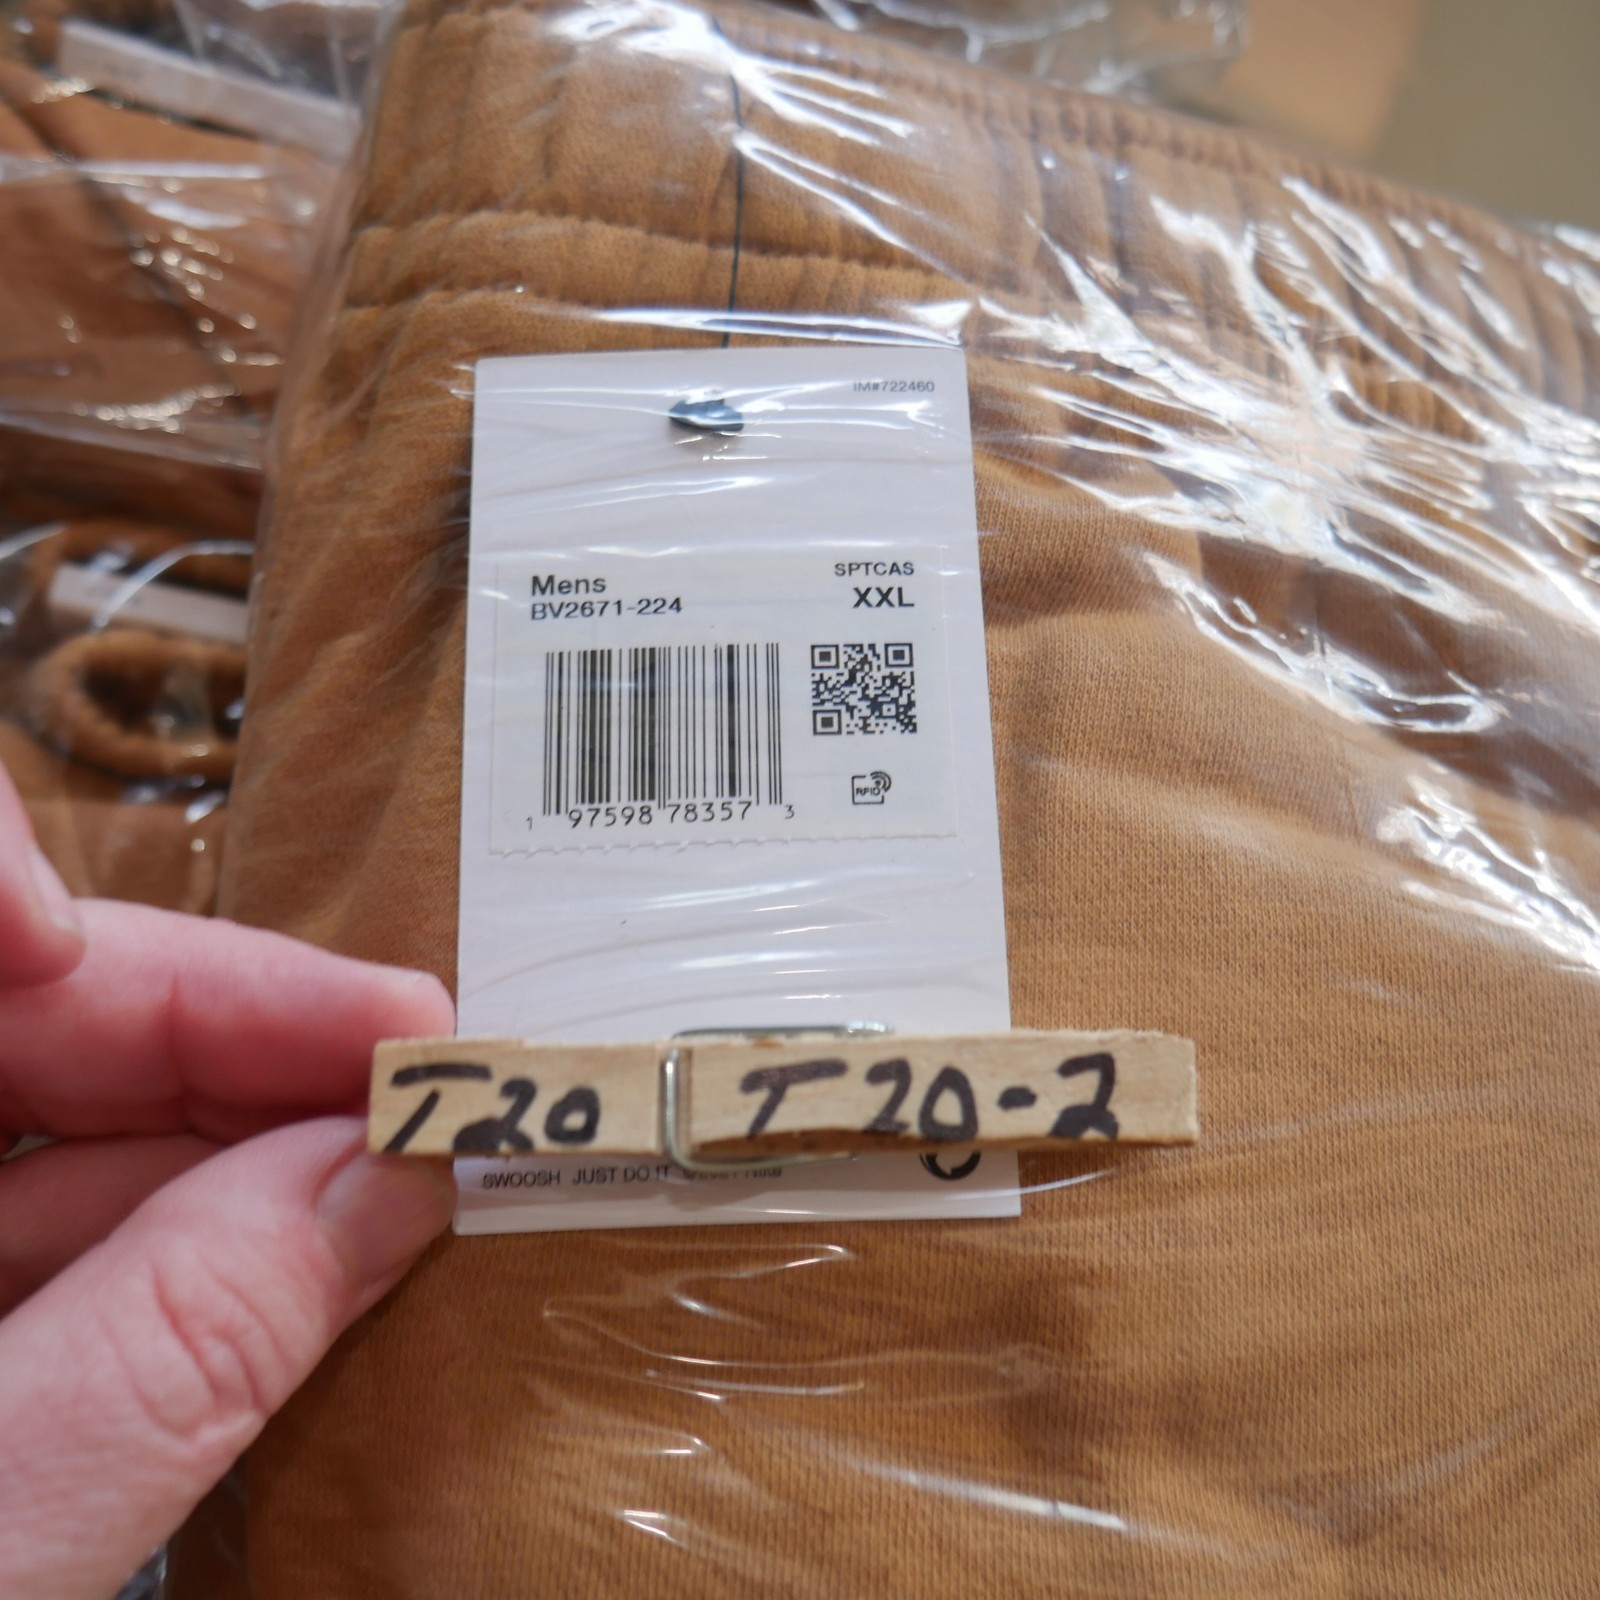 IM#722460
SPTCAS
Mens
XXL
BV2671-224
RFID
1 97598 78357 3
T20 T20-2
SWOOSH JUST DO IT